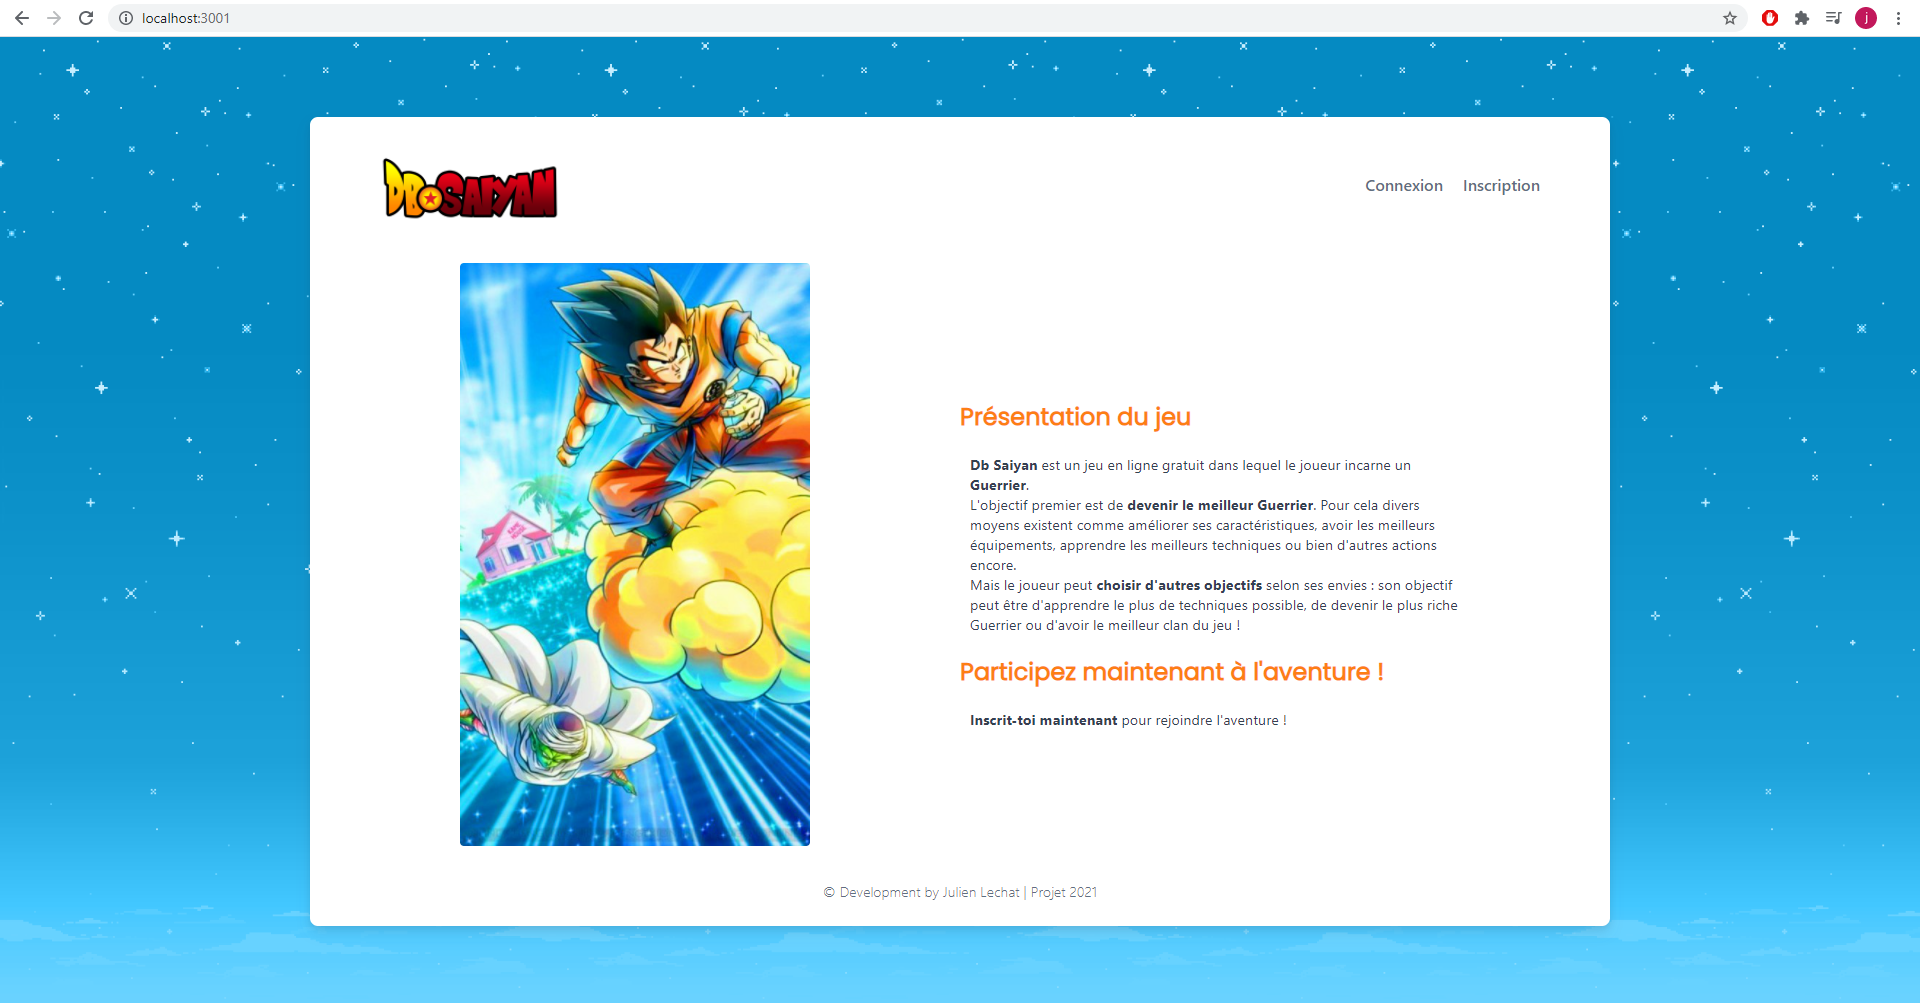 localhost:3001
j
DB SAIYAN
Connexion Inscription
KAME
HOUSE
Présentation du jeu
Db Saiyan est un jeu en ligne gratuit dans lequel le joueur incarne un
Guerrier.
L'objectif premier est de devenir le meilleur Guerrier. Pour cela divers
moyens existent comme améliorer ses caractéristiques, avoir les meilleurs
équipements, apprendre les meilleurs techniques ou bien d'autres actions
encore.
Mais le joueur peut choisir d'autres objectifs selon ses envies : son objectif
peut être d'apprendre le plus de techniques possible, de devenir le plus riche
Guerrier ou d'avoir le meilleur clan du jeu !
Participez maintenant à l'aventure !
Inscrit-toi maintenant pour rejoindre l'aventure !
© Development by Julien Lechat | Projet 2021